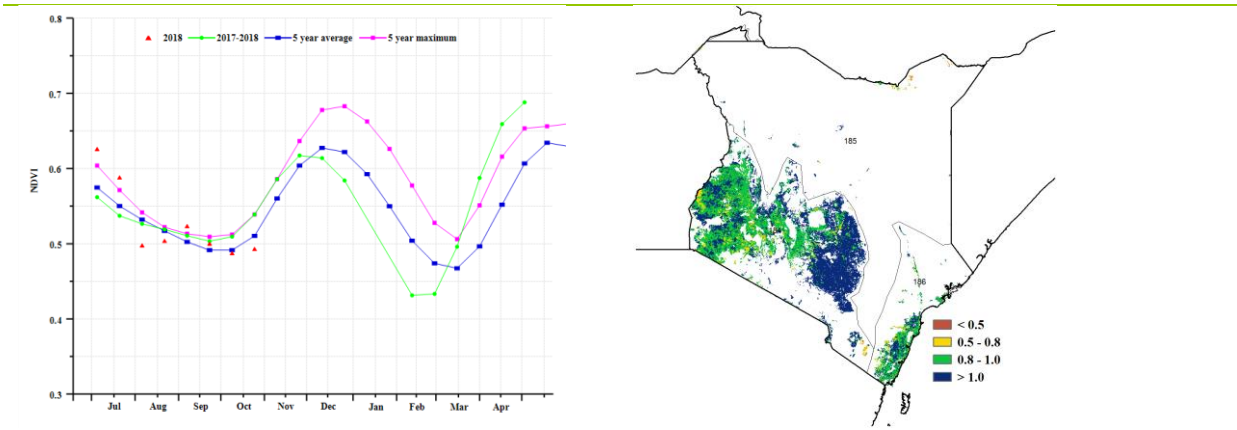 0.8
2018 2017-2018 5 year average 5 year maximum
0.7
0.6
NDVI
0.5
0.4
0.3
Jul Aug Sep Oct Nov Dec Jan Feb Mar Apr
185
186
< 0.5
0.5 - 0.8
0.8 - 1.0
> 1.0